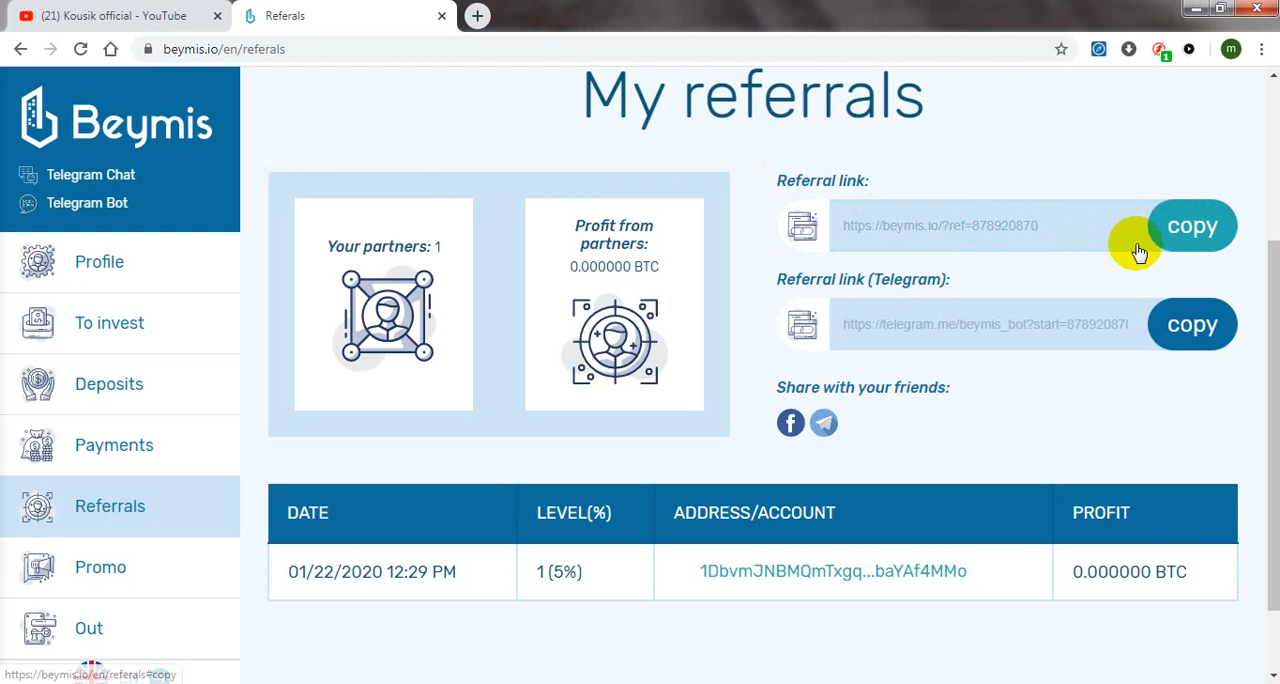 (21) Kousik official - YouTube
Referals
beymis.io/en/referals
1
m
Beymis
Telegram Chat
Telegram Bot
Profile
To invest
Deposits
Payments
Referrals
Promo
Out
My referrals
Your partners: 1
Profit from
partners:
0.000000 BTC
Referral link:
https://beymis.io/?ref=878920870
copy
Referral link (Telegram):
https://telegram.me/beymis_bot?start=87892087
copy
Share with your friends:
DATE LEVEL(%) ADDRESS/ACCOUNT PROFIT
01/22/2020 12:29 PM 1 (5%) 1DbvmJNBMQmTxgq...baYAf4MMo 0.000000 BTC
https://beymis.io/en/referals#copy